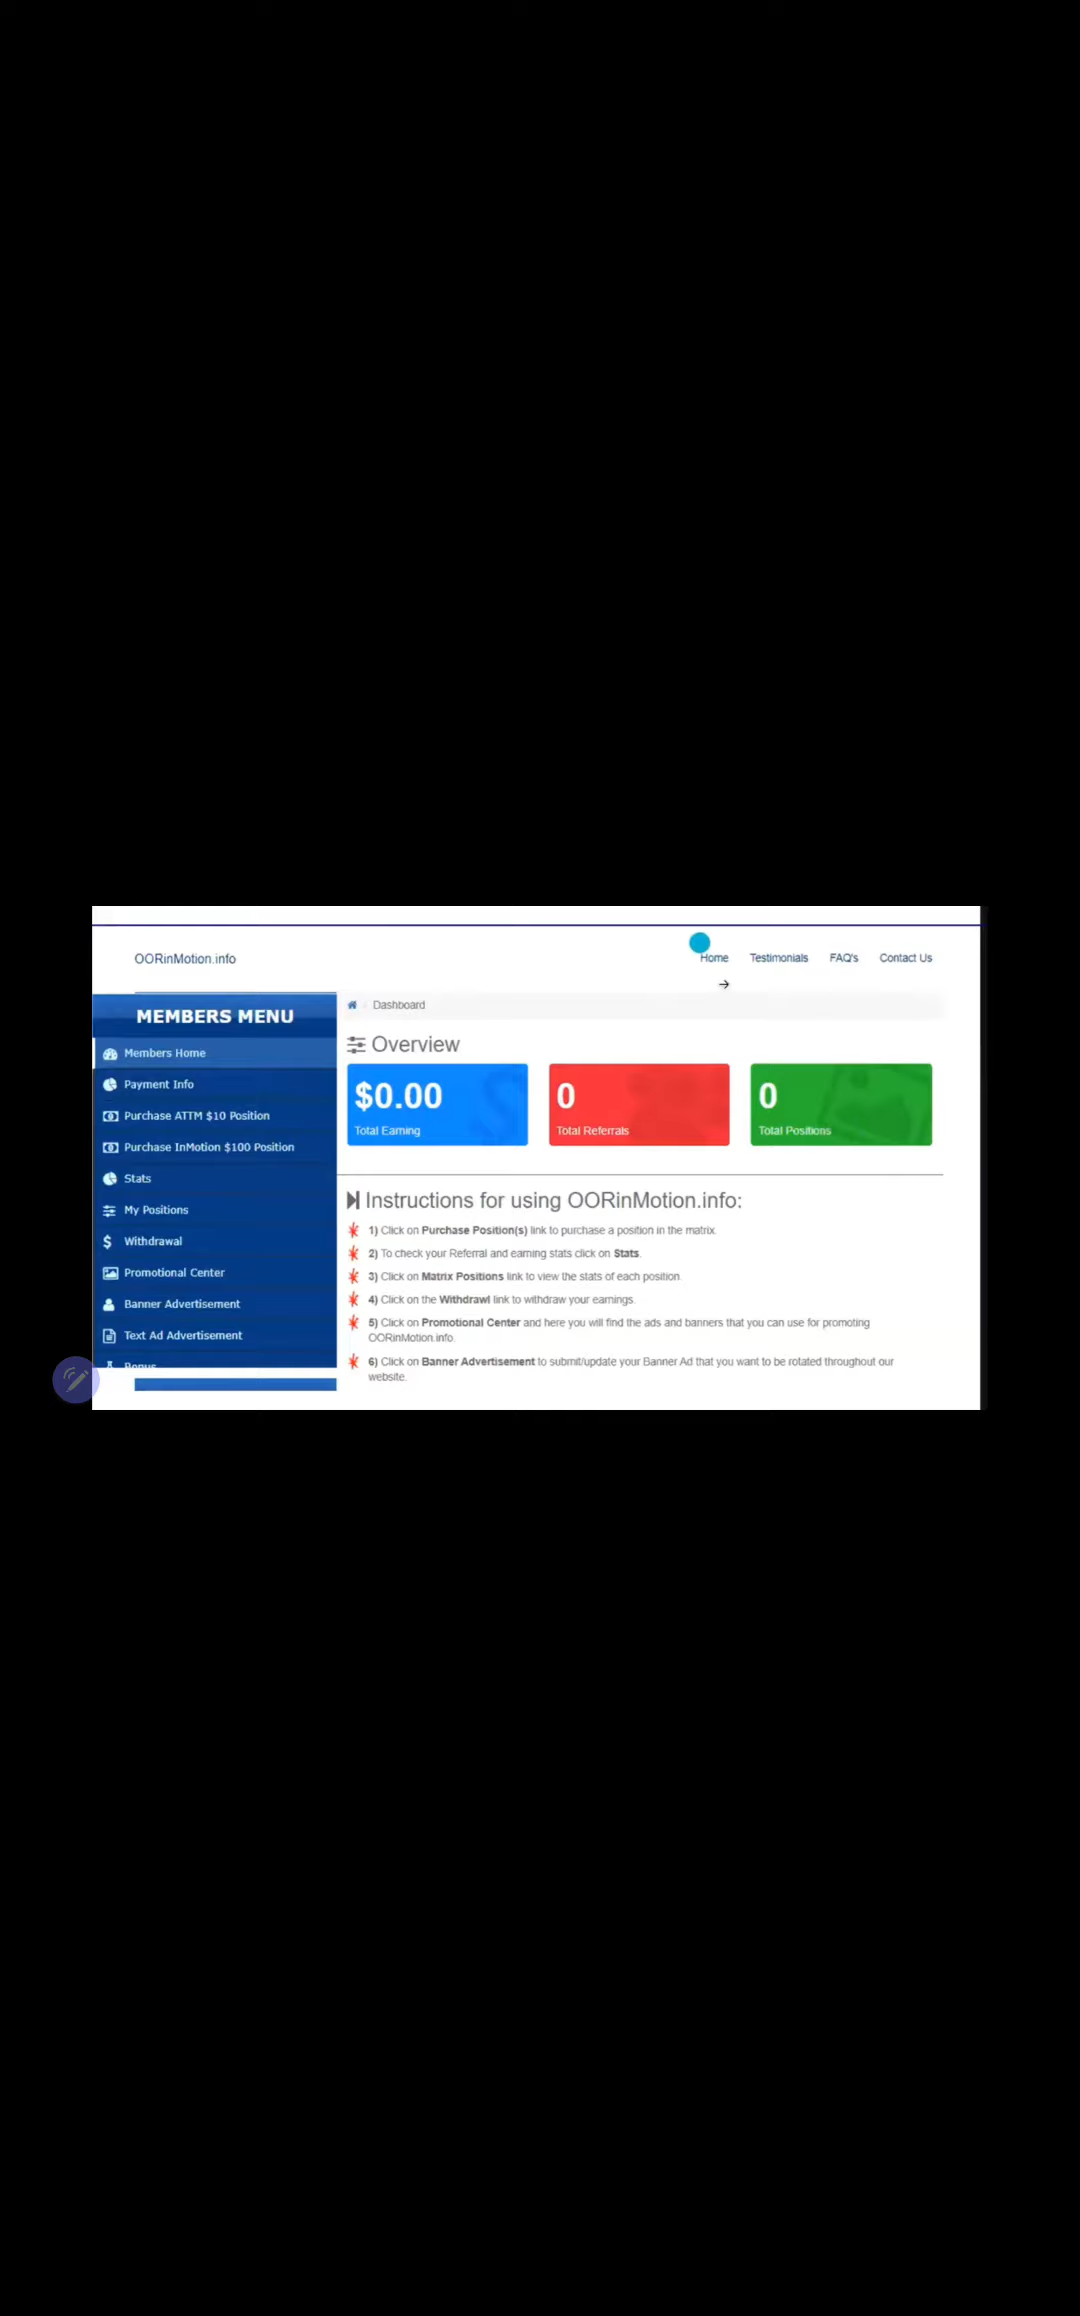 OORinMotion.info
Home Testimonials FAQ's Contact Us
MEMBERS MENU
Members Home
Payment Info
Purchase ATTM $10 Position
Purchase InMotion $100 Position
Stats
My Positions
Withdrawal
Promotional Center
Banner Advertisement
Text Ad Advertisement
Bonus
Dashboard
Overview
$0.00
Total Earning
0
Total Referrals
0
Total Positions
Instructions for using OORinMotion.info:
1) Click on Purchase Position(s) link to purchase a position in the matrix.
2) To check your Referral and earning stats click on Stats.
3) Click on Matrix Positions link to view the stats of each position.
4) Click on the Withdrawl link to withdraw your earnings.
5) Click on Promotional Center and here you will find the ads and banners that you can use for promoting
OORinMotion.info.
6) Click on Banner Advertisement to submit/update your Banner Ad that you want to be rotated throughout our
website.